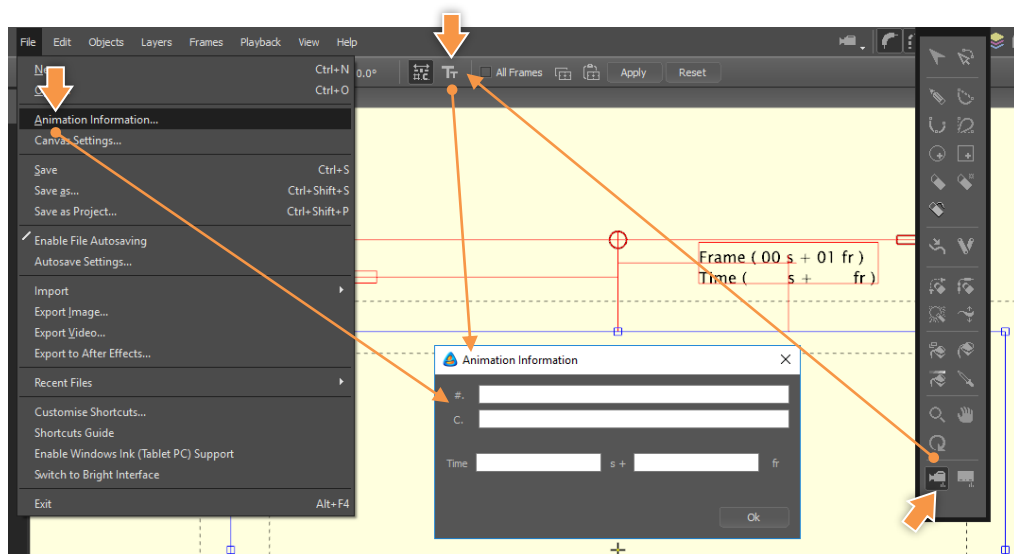 File Edit Objects Layers Frames Playback View Help
Ctrl+N
0.0°
All Frames
Apply
Reset
Ctrl+O
Animation Information...
Canvas Settings...
Save Ctrl+S
Save as... Ctrl+Shift+S
Save as Project... Ctrl+Shift+P
Enable File Autosaving
Autosave Settings...
Import
Export Image...
Export Video...
Export to After Effects...
Recent Files
Customise Shortcuts...
Shortcuts Guide
Enable Windows Ink (Tablet PC) Support
Switch to Bright Interface
Exit Alt+F4
Frame ( 00 s + 01 fr )
Time ( s + fr )
Animation Information
#.
C.
Time s + fr
Ok